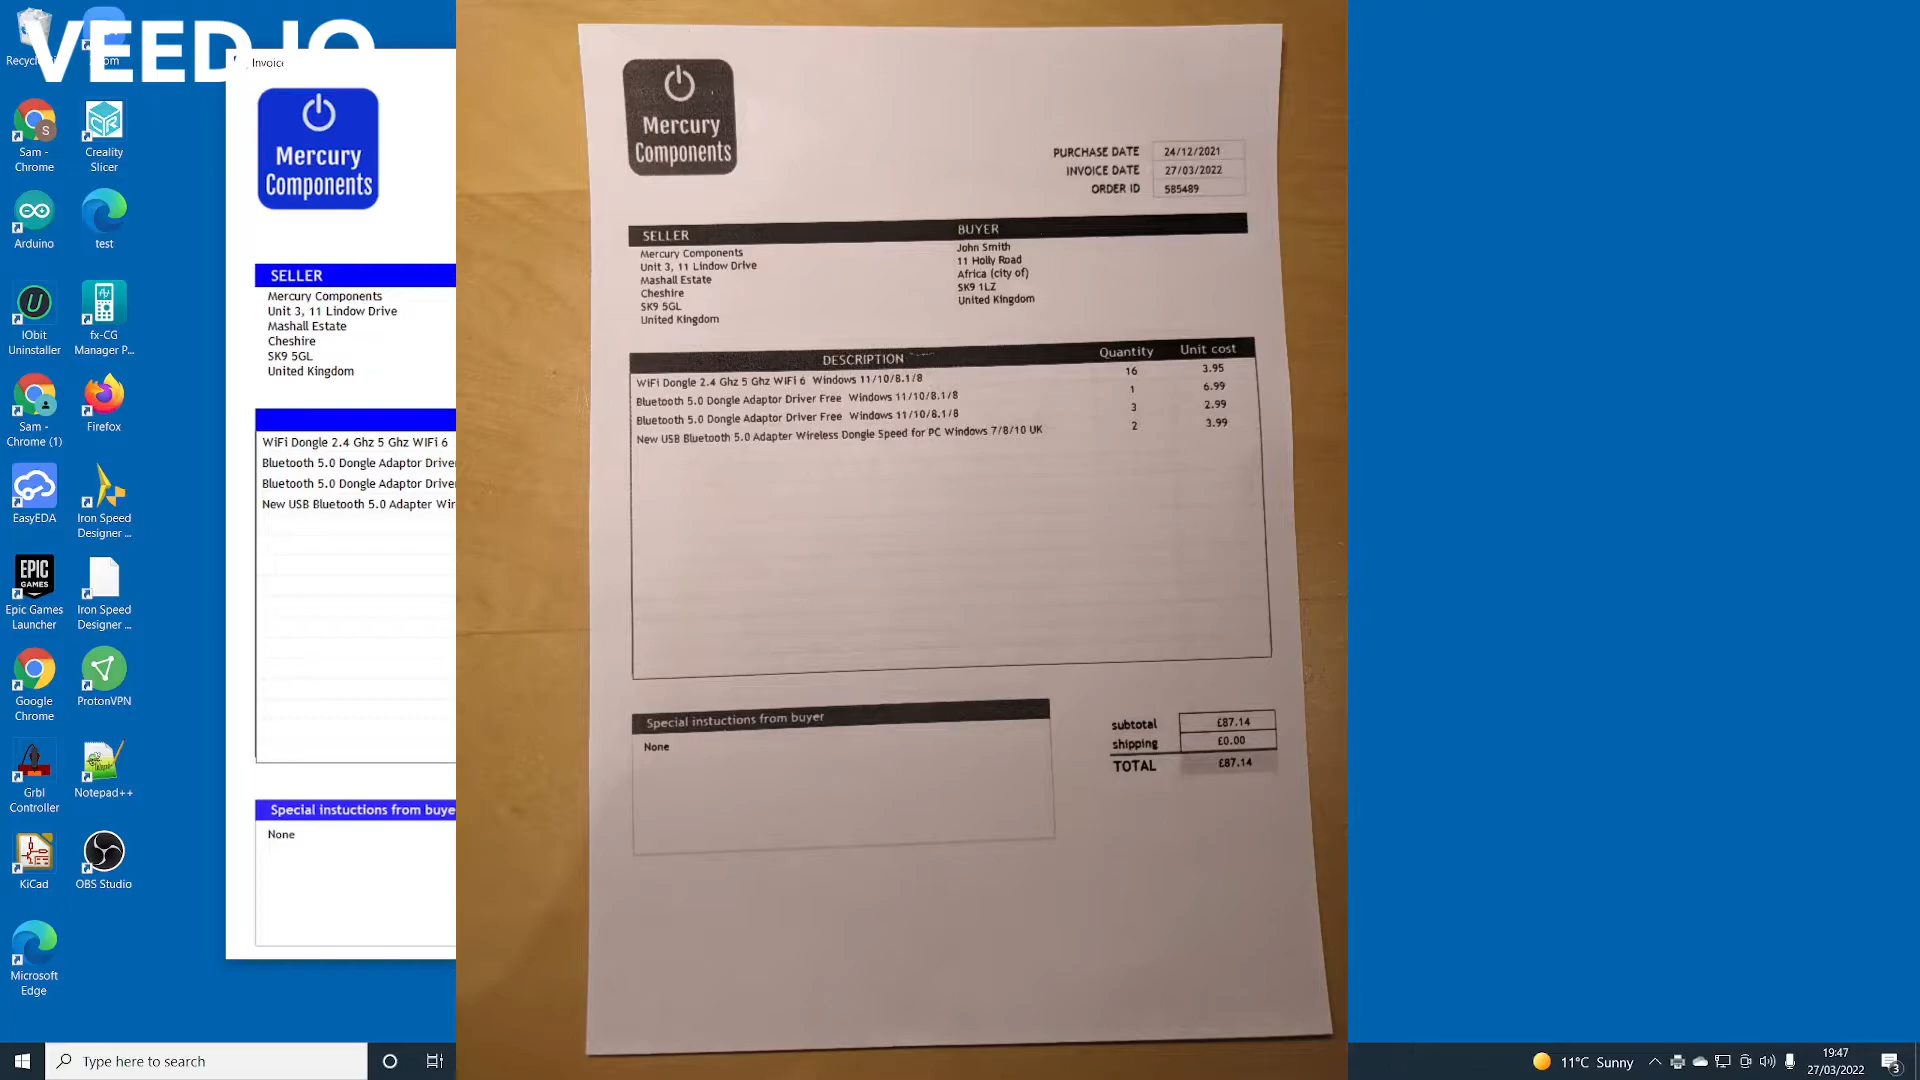 VEED.IO
Recycle
Zoom
Sam -
Chrome
Creality
Slicer
Arduino
test
IObit
Uninstaller
fx-CG
Manager P...
Sam -
Chrome (1)
Firefox
EasyEDA
Iron Speed
Designer ...
EPIC
GAMES
Epic Games
Launcher
Iron Speed
Designer ...
Google
Chrome
ProtonVPN
Grbl
Controller
Notepad++
KiCad
OBS Studio
Microsoft
Edge
Invoice
Mercury
Components
SELLER
Mercury Components
Unit 3, 11 Lindow Drive
Mashall Estate
Cheshire
SK9 5GL
United Kingdom
WiFi Dongle 2.4 Ghz 5 Ghz WIFI 6
Bluetooth 5.0 Dongle Adaptor Drive
Bluetooth 5.0 Dongle Adaptor Drive
New USB Bluetooth 5.0 Adapter Wir
Special instuctions from buye
None
Mercury
Components
PURCHASE DATE 24/12/2021
INVOICE DATE 27/03/2022
ORDER ID 585489
SELLER BUYER
Mercury Components
Unit 3, 11 Lindow Drive
Mashall Estate
Cheshire
SK9 5GL
United Kingdom
John Smith
11 Holly Road
Africa (city of)
SK9 1LZ
United Kingdom
DESCRIPTION Quantity Unit cost
WiFi Dongle 2.4 Ghz 5 Ghz WIFI 6 Windows 11/10/8.1/8 16 3.95
Bluetooth 5.0 Dongle Adaptor Driver Free Windows 11/10/8.1/8 1 6.99
Bluetooth 5.0 Dongle Adaptor Driver Free Windows 11/10/8.1/8 3 2.99
New USB Bluetooth 5.0 Adapter Wireless Dongle Speed for PC Windows 7/8/10 UK 2 3.99
Special instuctions from buyer
None
subtotal £87.14
shipping £0.00
TOTAL £87.14
Type here to search
11°C Sunny
19:47
27/03/2022
3